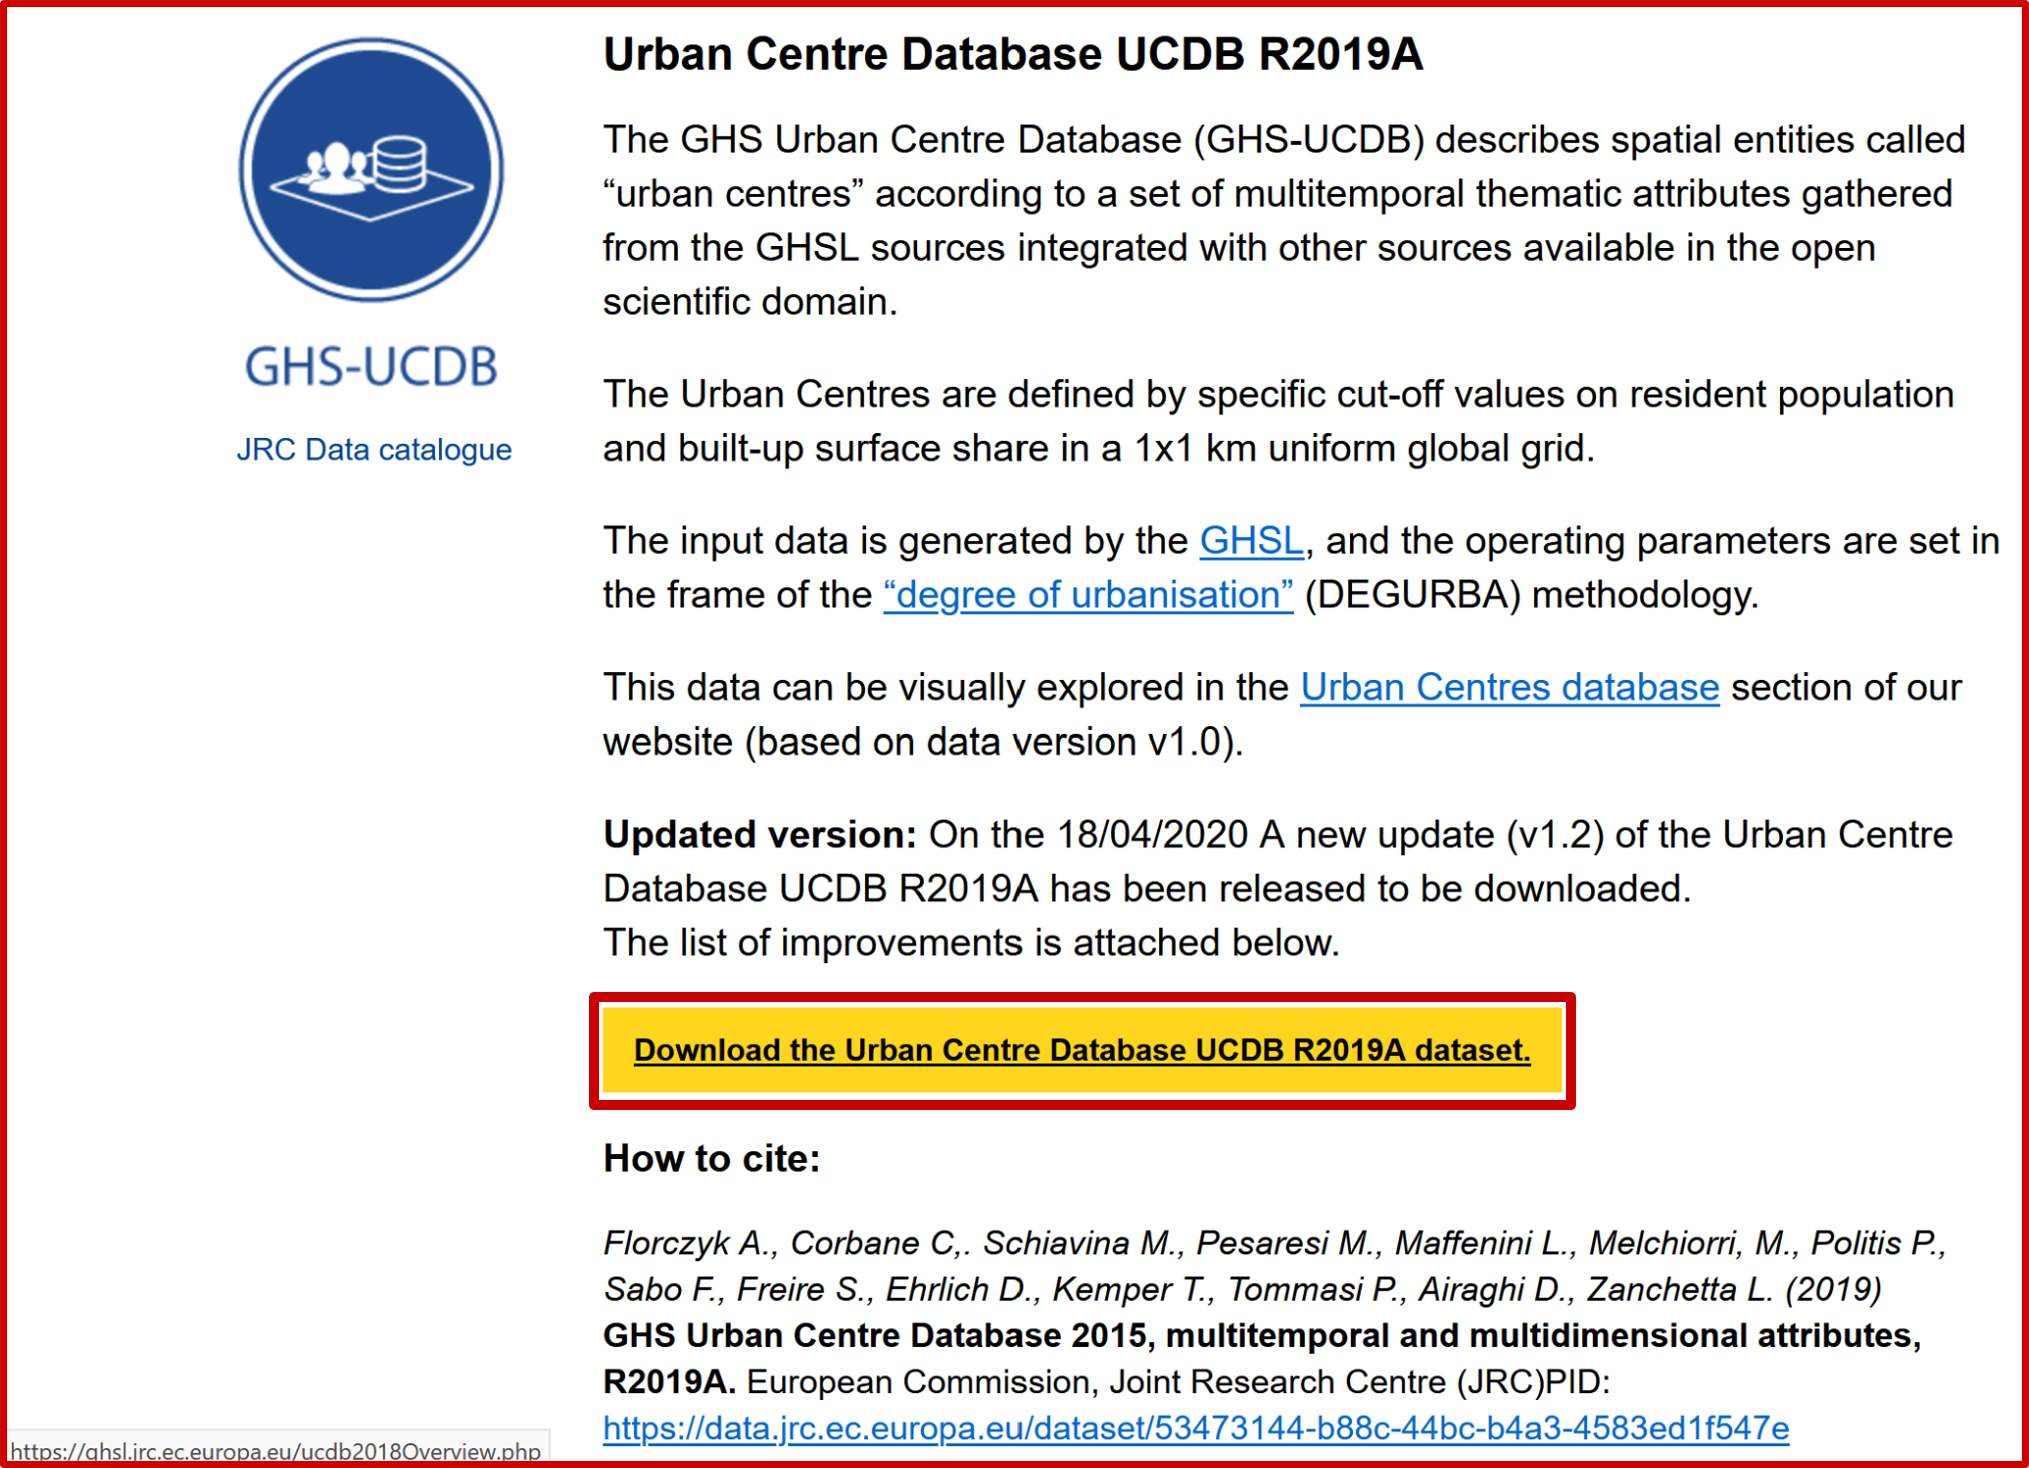 Urban Centre Database UCDB R2019A
The GHS Urban Centre Database (GHS-UCDB) describes spatial entities called
“urban centres” according to a set of multitemporal thematic attributes gathered
from the GHSL sources integrated with other sources available in the open
scientific domain.
GHS-UCDB
JRC Data catalogue
The Urban Centres are defined by specific cut-off values on resident population
and built-up surface share in a 1x1 km uniform global grid.
The input data is generated by the GHSL, and the operating parameters are set in
the frame of the “degree of urbanisation” (DEGURBA) methodology.
This data can be visually explored in the Urban Centres database section of our
website (based on data version v1.0).
Updated version: On the 18/04/2020 A new update (v1.2) of the Urban Centre
Database UCDB R2019A has been released to be downloaded.
The list of improvements is attached below.
Download the Urban Centre Database UCDB R2019A dataset.
How to cite:
Florczyk A., Corbane C,. Schiavina M., Pesaresi M., Maffenini L., Melchiorri, M., Politis P.,
Sabo F., Freire S., Ehrlich D., Kemper T., Tommasi P., Airaghi D., Zanchetta L. (2019)
GHS Urban Centre Database 2015, multitemporal and multidimensional attributes,
R2019A. European Commission, Joint Research Centre (JRC)PID:
https://data.jrc.ec.europa.eu/dataset/53473144-b88c-44bc-b4a3-4583ed1f547e
https://ghsl.jrc.ec.europa.eu/ucdb2018Overview.php